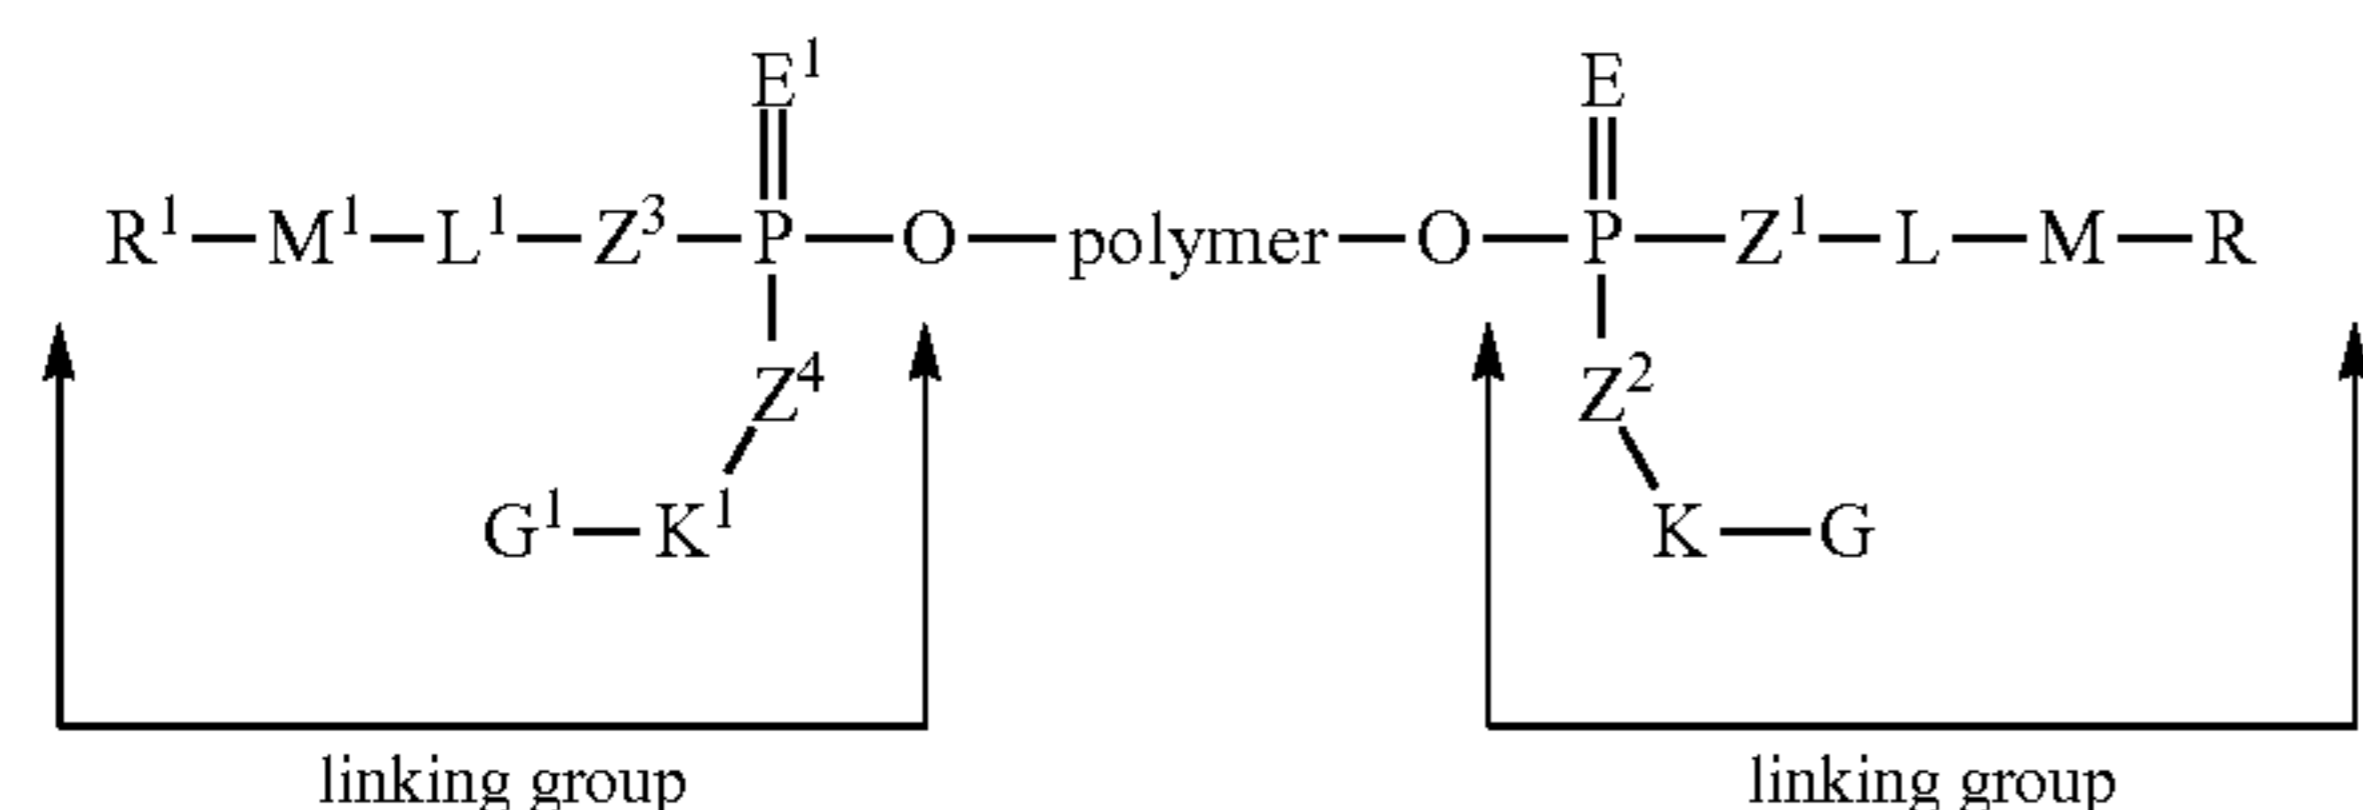 E¹ E
R¹—M¹—L¹—Z³—P—O—polymer—O—P—Z¹—L—M—R
Z⁴ Z²
G¹—K¹ K—G
linking group linking group